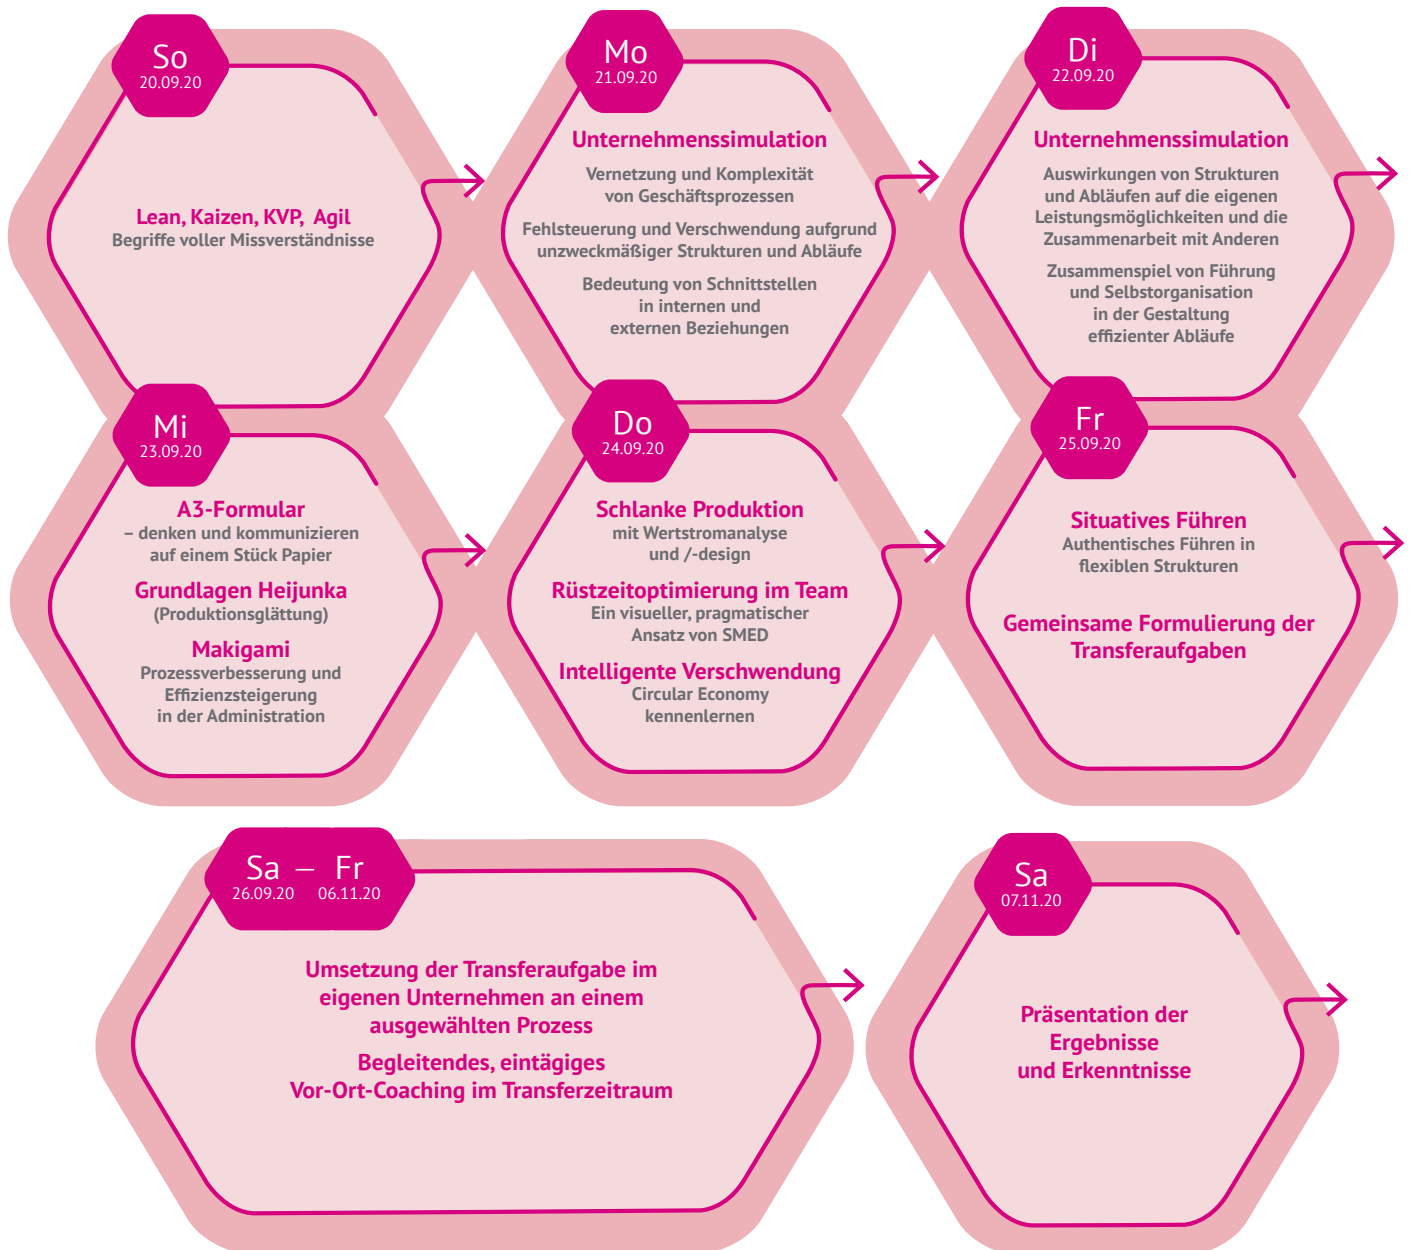 So
20.09.20
Lean, Kaizen, KVP, Agil
Begriffe voller Missverständnisse
Mo
21.09.20
Unternehmenssimulation
Vernetzung und Komplexität
von Geschäftsprozessen
Fehlsteuerung und Verschwendung aufgrund
unzweckmäßiger Strukturen und Abläufe
Bedeutung von Schnittstellen
in internen und
externen Beziehungen
Di
22.09.20
Unternehmenssimulation
Auswirkungen von Strukturen
und Abläufen auf die eigenen
Leistungsmöglichkeiten und die
Zusammenarbeit mit Anderen
Zusammenspiel von Führung
und Selbstorganisation
in der Gestaltung
effizienter Abläufe
Mi
23.09.20
A3-Formular
– denken und kommunizieren
auf einem Stück Papier
Grundlagen Heijunka
(Produktionsglättung)
Makigami
Prozessverbesserung und
Effizienzsteigerung
in der Administration
Do
24.09.20
Schlanke Produktion
mit Wertstromanalyse
und /-design
Rüstzeitoptimierung im Team
Ein visueller, pragmatischer
Ansatz von SMED
Intelligente Verschwendung
Circular Economy
kennenlernen
Fr
25.09.20
Situatives Führen
Authentisches Führen in
flexiblen Strukturen
Gemeinsame Formulierung der
Transferaufgaben
Sa – Fr
26.09.20 06.11.20
Umsetzung der Transferaufgabe im
eigenen Unternehmen an einem
ausgewählten Prozess
Begleitendes, eintägiges
Vor-Ort-Coaching im Transferzeitraum
Sa
07.11.20
Präsentation der
Ergebnisse
und Erkenntnisse